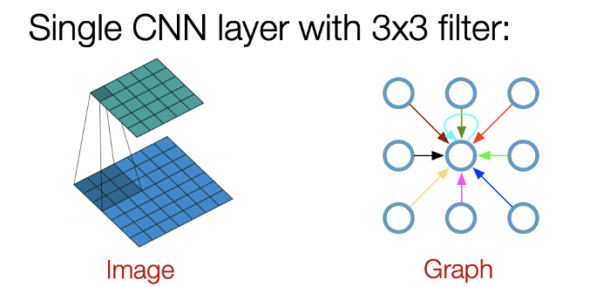 Single CNN layer with 3x3 filter:
Image
Graph